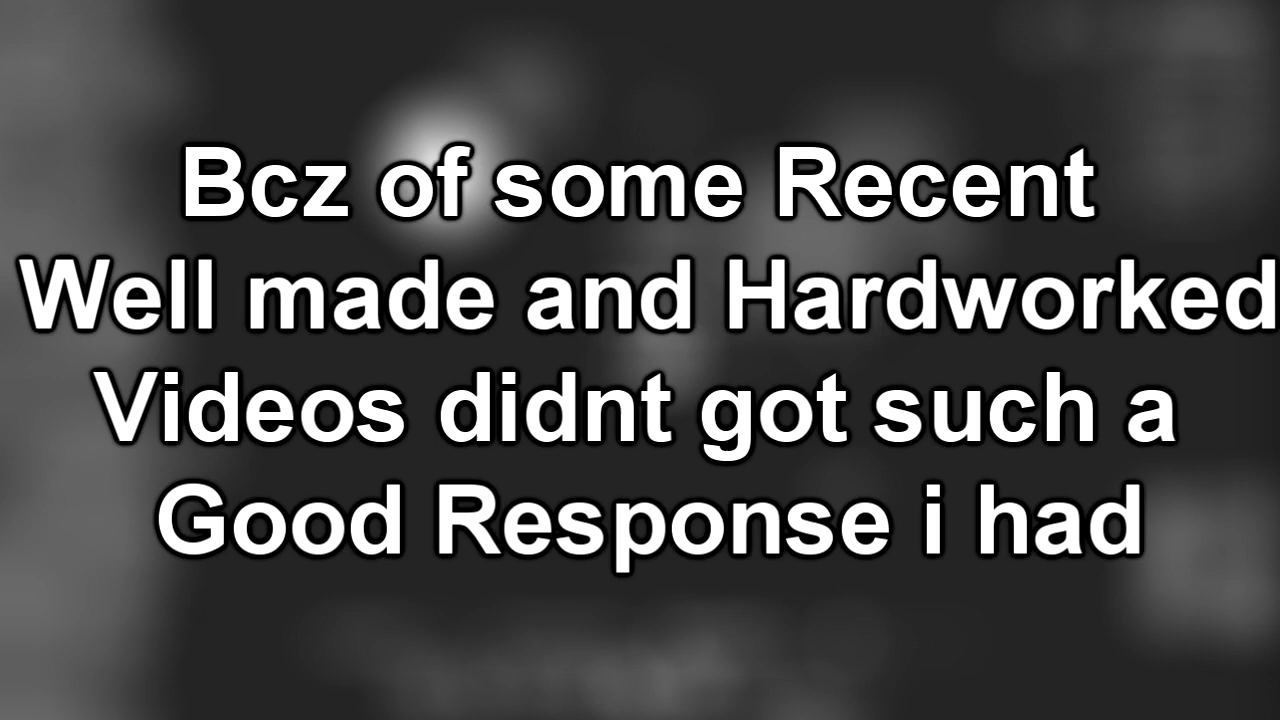 Bcz of some Recent
Well made and Hardworked
Videos didnt got such a
Good Response i had